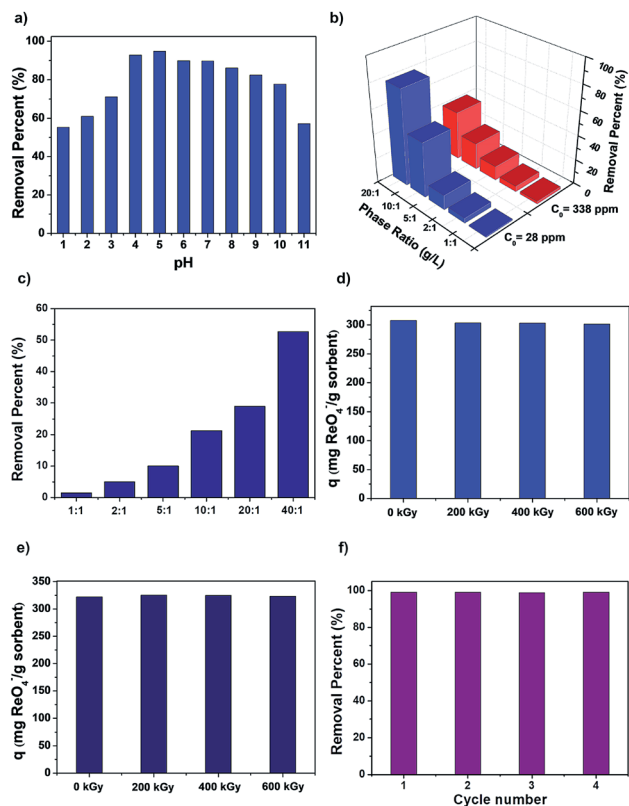 a)
Removal Percent (%)
100
80
60
40
20
0
1 2 3 4 5 6 7 8 9 10 11
pH
b)
Removal Percent (%)
100
80
60
40
20
0
20:1
10:1
5:1
2:1
1:1
Phase Ratio (g/L)
C0= 338 ppm
C0= 28 ppm
c)
Removal Percent (%)
60
50
40
30
20
10
0
1:1 2:1 5:1 10:1 20:1 40:1
d)
q (mg ReO4-/g sorbent)
300
250
200
150
100
50
0
0 kGy 200 kGy 400 kGy 600 kGy
e)
q (mg ReO4-/g sorbent)
350
300
250
200
150
100
50
0
0 kGy 200 kGy 400 kGy 600 kGy
f)
Removal Percent (%)
100
80
60
40
20
0
1 2 3 4
Cycle number